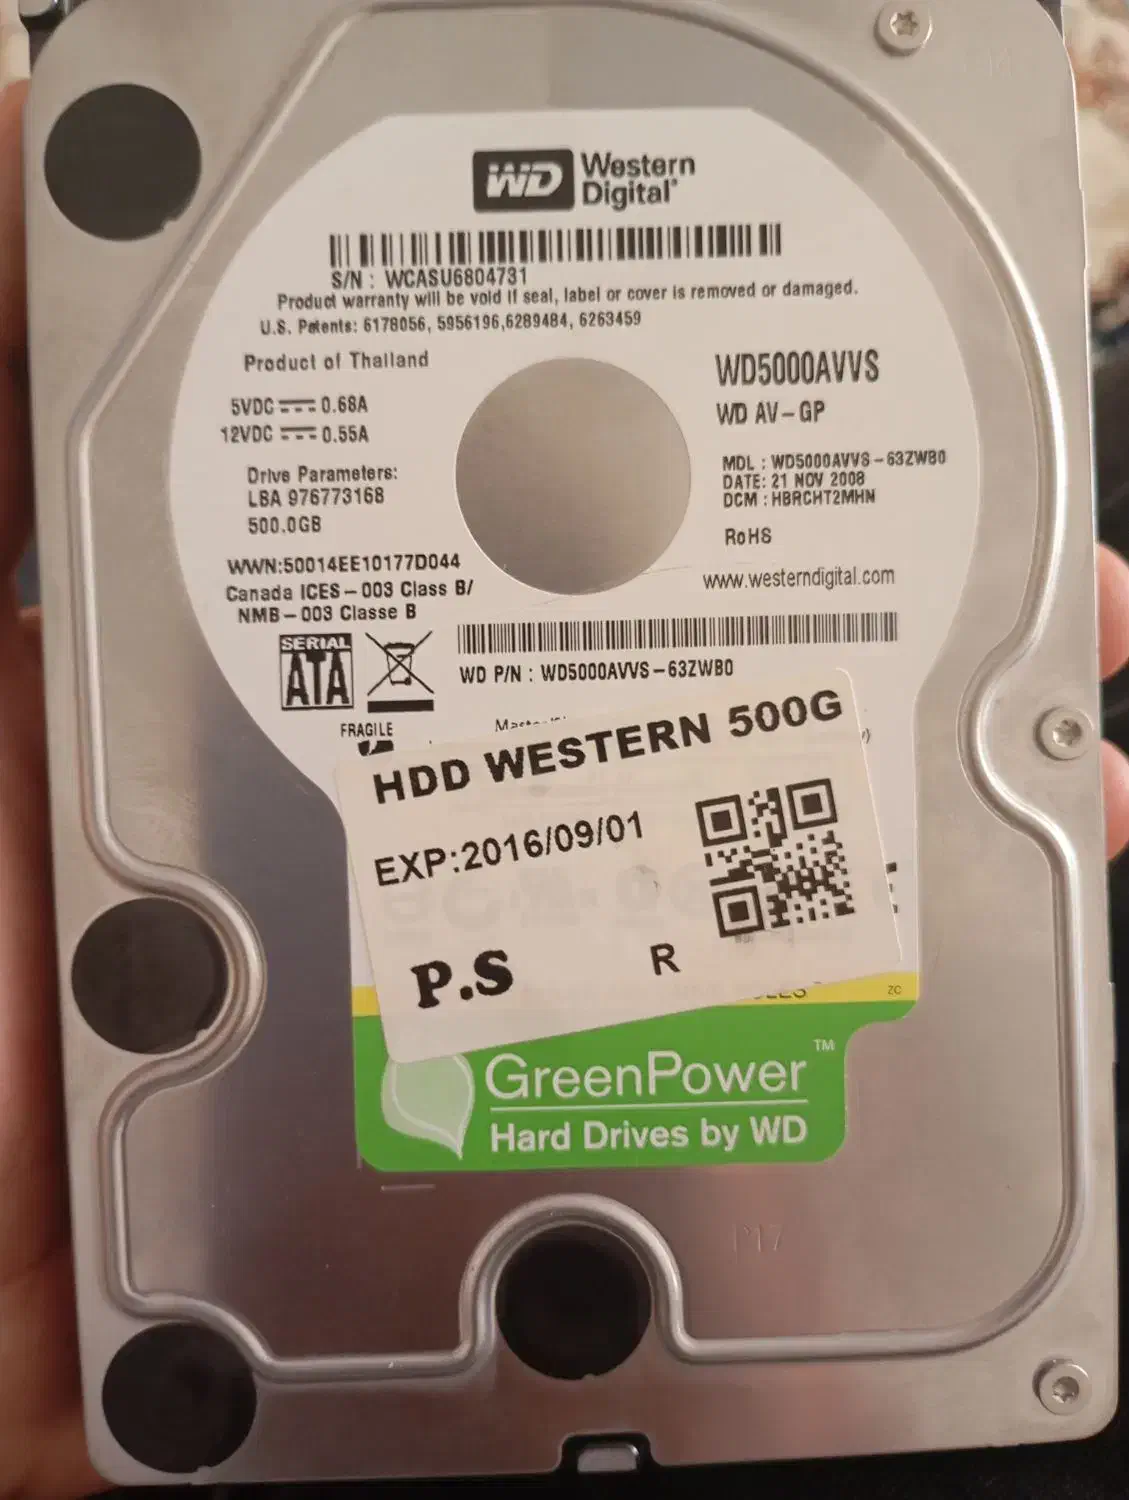 WD Western
Digital®
S/N : WCASU6804731
Product warranty will be void if seal, label or cover is removed or damaged.
U.S. Patents: 6178056, 5956196,6289484, 6263459
Product of Thailand
5VDC 0.68A
12VDC 0.55A
Drive Parameters:
LBA 976773168
500.0GB
WWN:50014EE10177D044
Canada ICES-003 Class B/
NMB-003 Classe B
WD5000AVVS
WD AV-GP
MDL : WD5000AVVS-63ZWB0
DATE: 21 NOV 2008
DCM : HBRCHT2MHN
RoHS
www.westerndigital.com
SERIAL
ATA
WD P/N : WD5000AVVS-63ZWB0
FRAGILE
HDD WESTERN 500G
EXP:2016/09/01
P.S
R
ZC
GreenPower™
Hard Drives by WD
M7